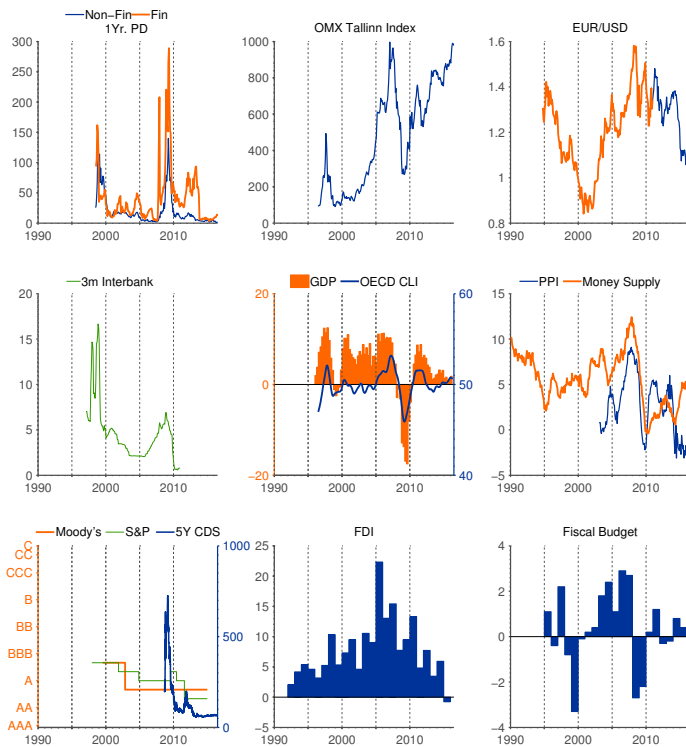 Non−Fin Fin
1Yr. PD
300
250
200
150
100
50
0
1990 2000 2010
OMX Tallinn Index
1000
800
600
400
200
0
1990 2000 2010
EUR/USD
1.6
1.4
1.2
1
0.8
0.6
1990 2000 2010
3m Interbank
20
15
10
5
0
1990 2000 2010
GDP OECD CLI
20
0
−20
60
50
40
1990 2000 2010
PPI Money Supply
15
10
5
0
−5
1990 2000 2010
Moody's S&P 5Y CDS
C
CC
CCC
B
BB
BBB
A
AA
AAA
1000
500
0
1990 2000 2010
FDI
25
20
15
10
5
0
−5
1990 2000 2010
Fiscal Budget
4
2
0
−2
−4
1990 2000 2010